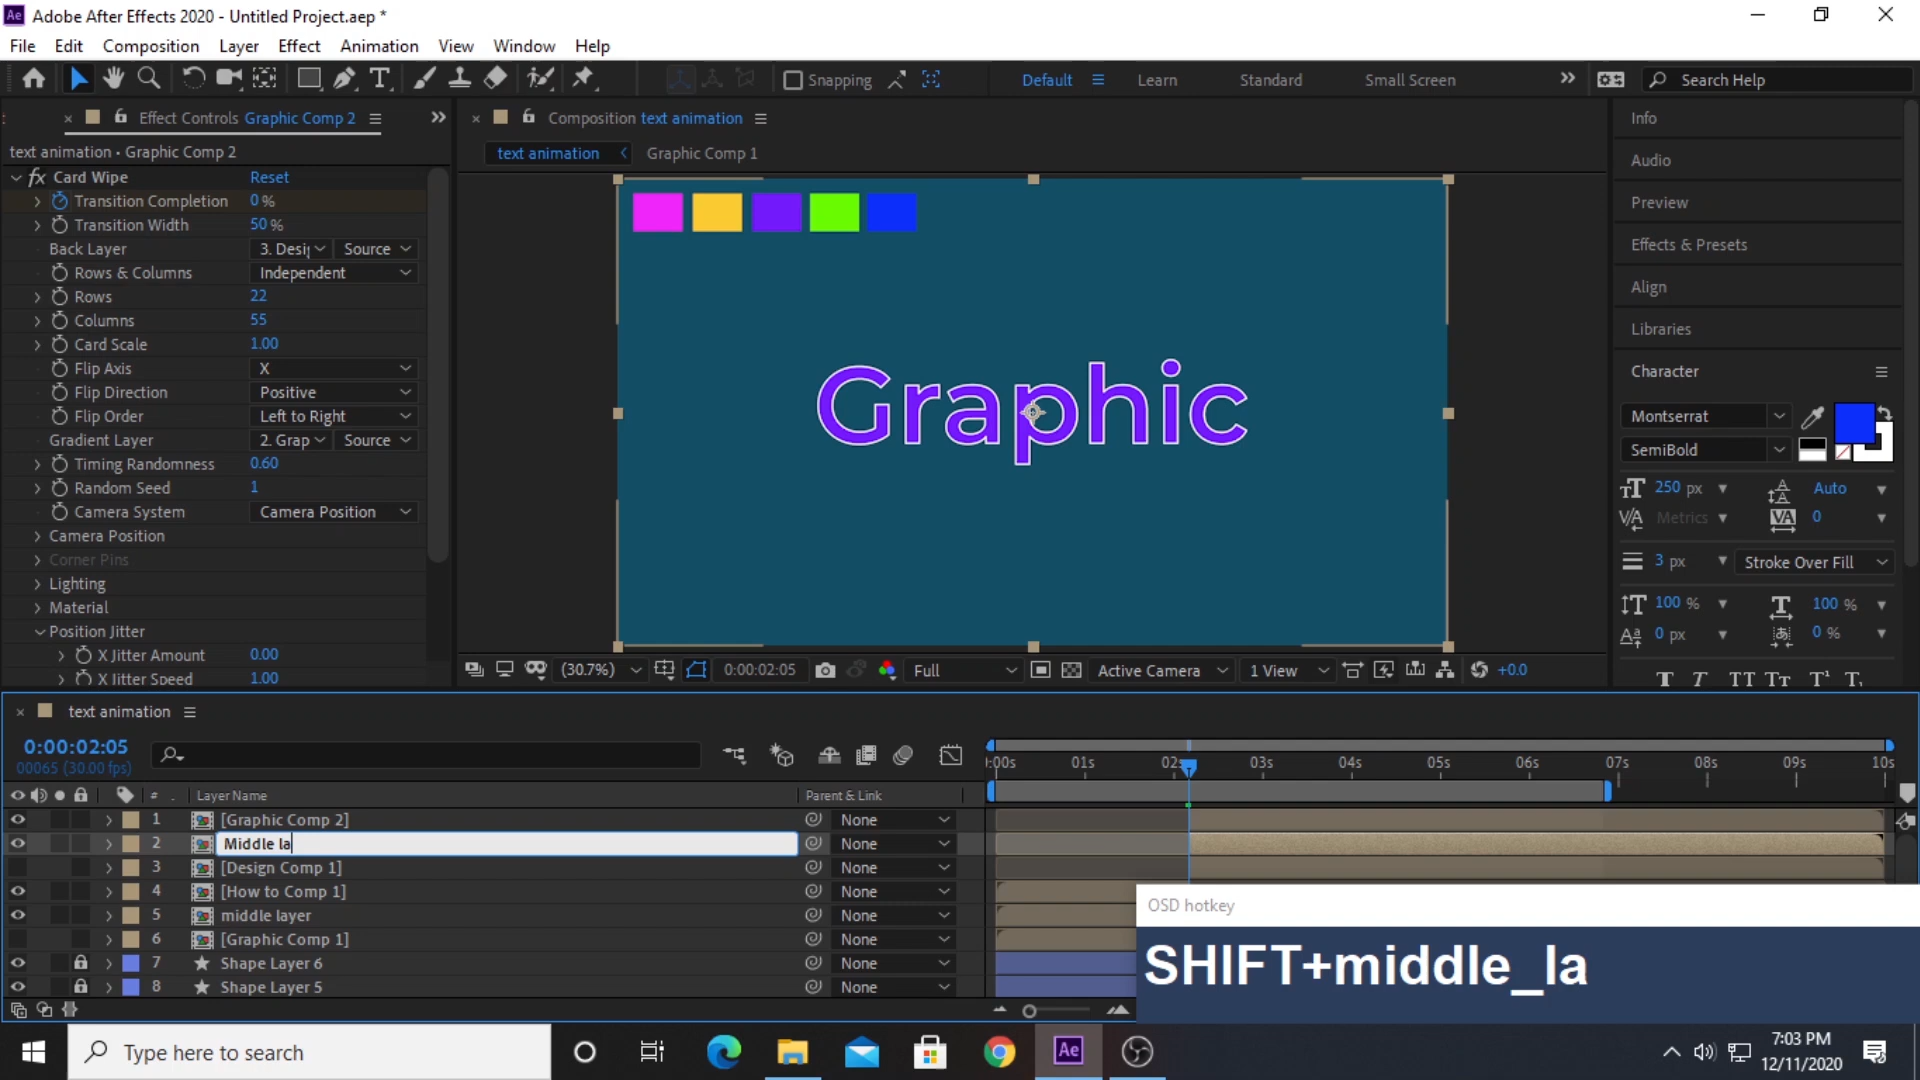 Ae Adobe After Effects 2020 - Untitled Project.aep *
File Edit Composition Layer Effect Animation View Window Help
Snapping Default Learn Standard Small Screen Search Help
Effect Controls Graphic Comp 2
text animation • Graphic Comp 2
fx Card Wipe Reset
Transition Completion 0 %
Transition Width 50 %
Back Layer 3. Desi Source
Rows & Columns Independent
Rows 22
Columns 55
Card Scale 1.00
Flip Axis X
Flip Direction Positive
Flip Order Left to Right
Gradient Layer 2. Grap Source
Timing Randomness 0.60
Random Seed 1
Camera System Camera Position
Camera Position
Corner Pins
Lighting
Material
Position Jitter
X Jitter Amount 0.00
X Jitter Speed 1.00
Composition text animation
text animation Graphic Comp 1
Graphic
(30.7%) 0:00:02:05 Full Active Camera 1 View +0.0
Info
Audio
Preview
Effects & Presets
Align
Libraries
Character
Montserrat
SemiBold
250 px Auto
Metrics 0
3 px Stroke Over Fill
100 % 100 %
0 px 0 %
text animation
0:00:02:05
00065 (30.00 fps)
:00s 01s 02s 03s 04s 05s 06s 07s 08s 09s 10s
# . Layer Name Parent & Link
1 [Graphic Comp 2] None
2 Middle la None
3 [Design Comp 1] None
4 [How to Comp 1] None
5 middle layer None
6 [Graphic Comp 1] None
7 Shape Layer 6 None
8 Shape Layer 5 None
OSD hotkey
SHIFT+middle_la
Type here to search
Ae
7:03 PM
12/11/2020